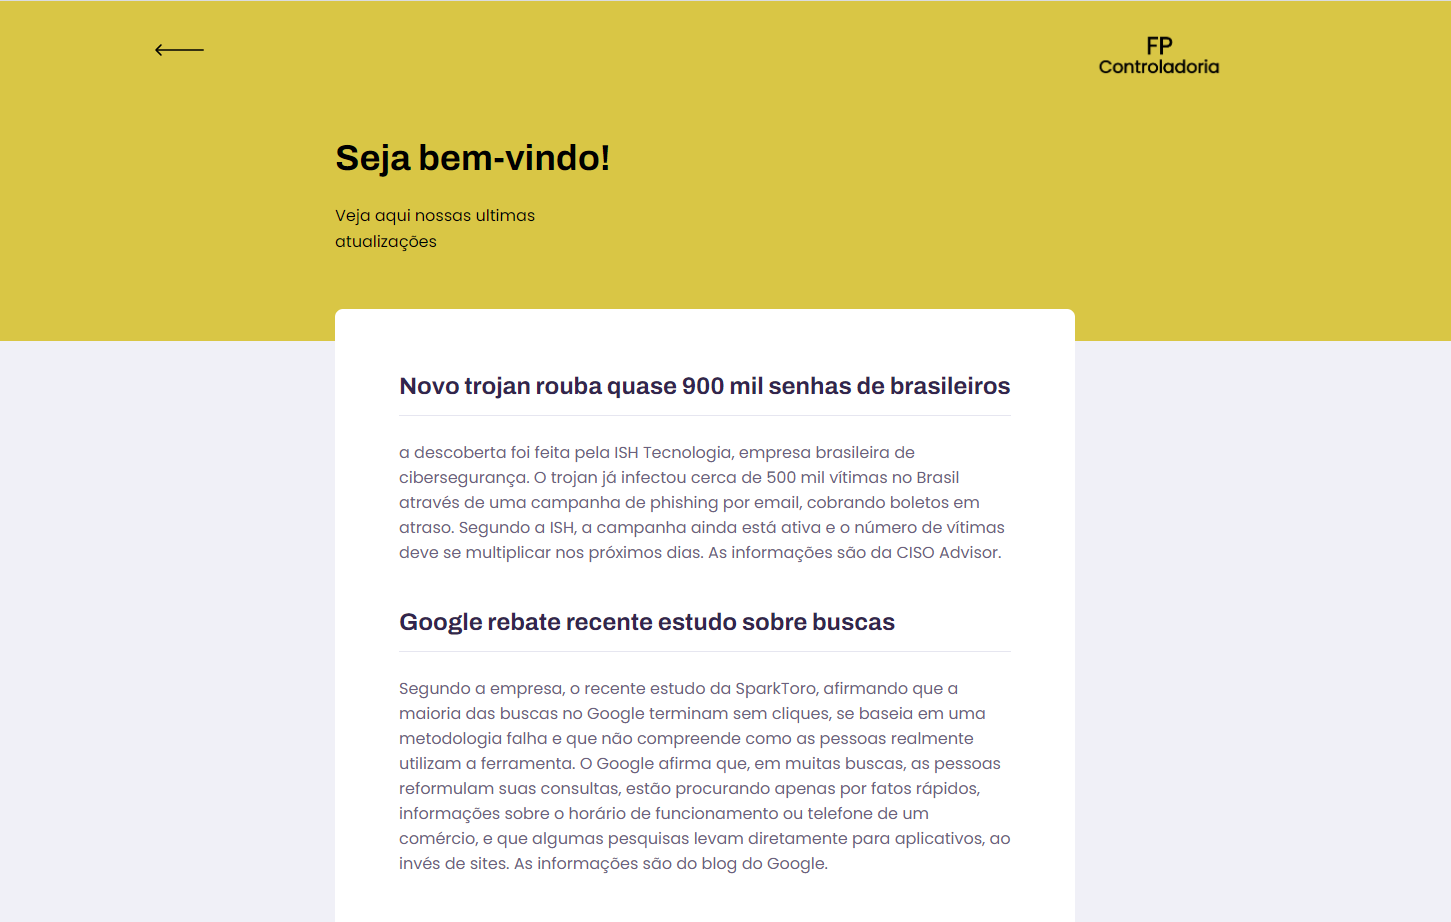 FP
Controladoria
Seja bem-vindo!
Veja aqui nossas ultimas
atualizações
Novo trojan rouba quase 900 mil senhas de brasileiros
a descoberta foi feita pela ISH Tecnologia, empresa brasileira de
cibersegurança. O trojan já infectou cerca de 500 mil vítimas no Brasil
através de uma campanha de phishing por email, cobrando boletos em
atraso. Segundo a ISH, a campanha ainda está ativa e o número de vítimas
deve se multiplicar nos próximos dias. As informações são da CISO Advisor.
Google rebate recente estudo sobre buscas
Segundo a empresa, o recente estudo da SparkToro, afirmando que a
maioria das buscas no Google terminam sem cliques, se baseia em uma
metodologia falha e que não compreende como as pessoas realmente
utilizam a ferramenta. O Google afirma que, em muitas buscas, as pessoas
reformulam suas consultas, estão procurando apenas por fatos rápidos,
informações sobre o horário de funcionamento ou telefone de um
comércio, e que algumas pesquisas levam diretamente para aplicativos, ao
invés de sites. As informações são do blog do Google.